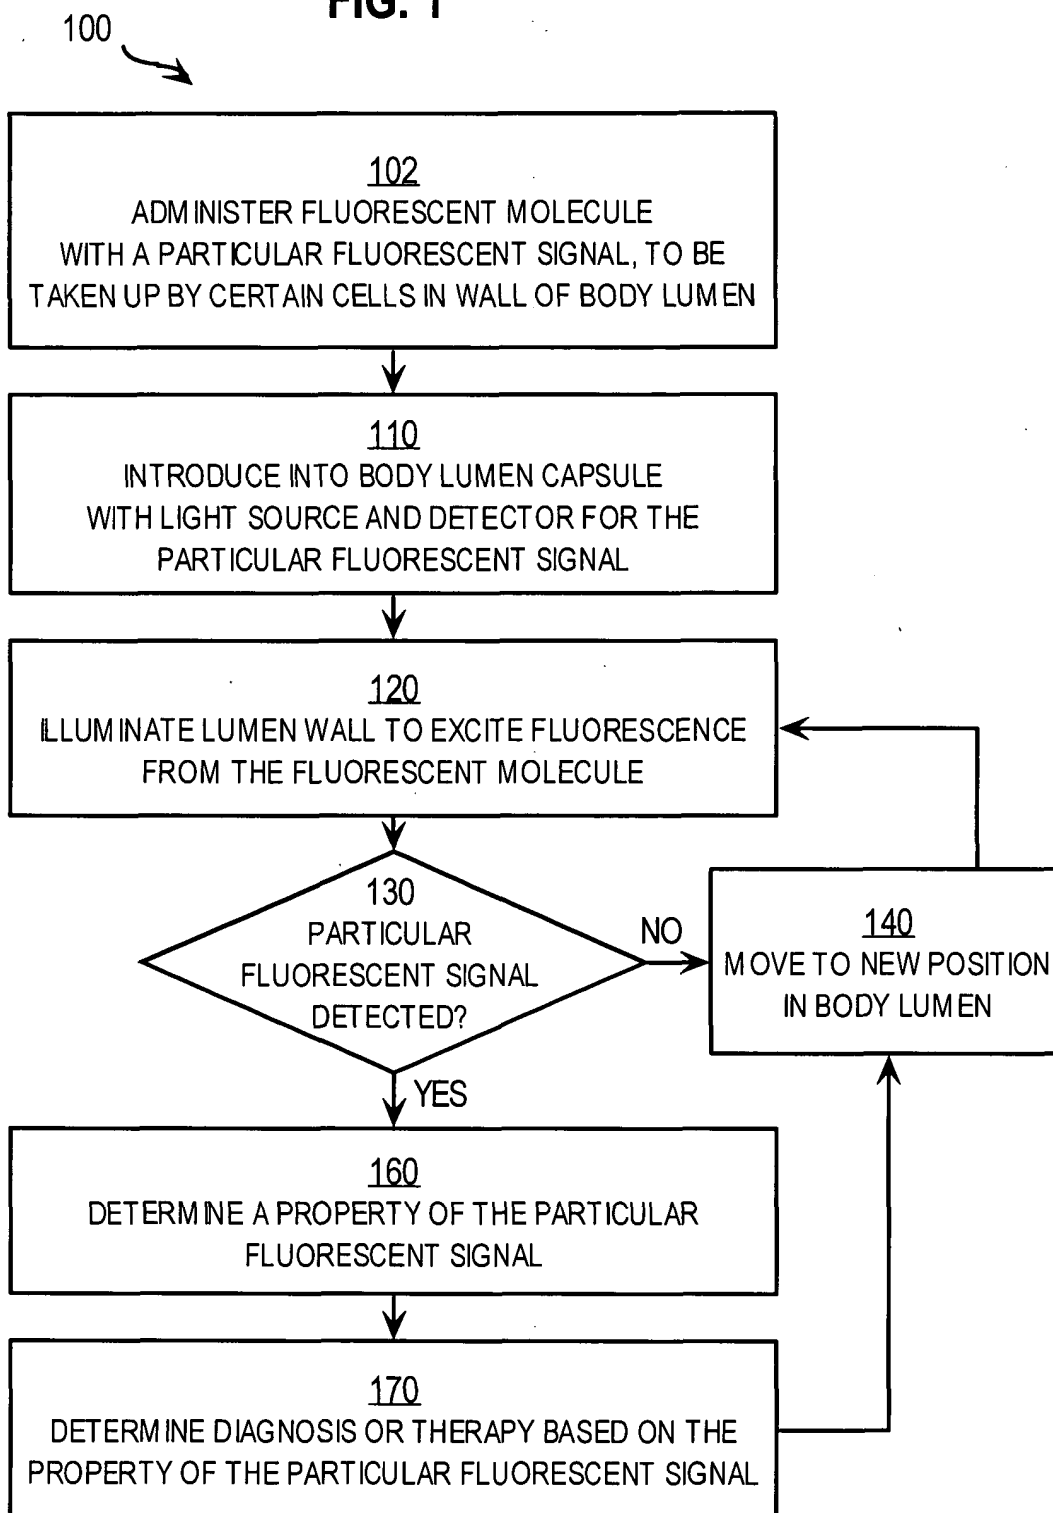 FIG. 1
100
102
ADMINISTER FLUORESCENT MOLECULE
WITH A PARTICULAR FLUORESCENT SIGNAL, TO BE
TAKEN UP BY CERTAIN CELLS IN WALL OF BODY LUMEN
110
INTRODUCE INTO BODY LUMEN CAPSULE
WITH LIGHT SOURCE AND DETECTOR FOR THE
PARTICULAR FLUORESCENT SIGNAL
120
ILLUMINATE LUMEN WALL TO EXCITE FLUORESCENCE
FROM THE FLUORESCENT MOLECULE
130
PARTICULAR
FLUORESCENT SIGNAL
DETECTED?
NO
140
MOVE TO NEW POSITION
IN BODY LUMEN
YES
160
DETERMINE A PROPERTY OF THE PARTICULAR
FLUORESCENT SIGNAL
170
DETERMINE DIAGNOSIS OR THERAPY BASED ON THE
PROPERTY OF THE PARTICULAR FLUORESCENT SIGNAL